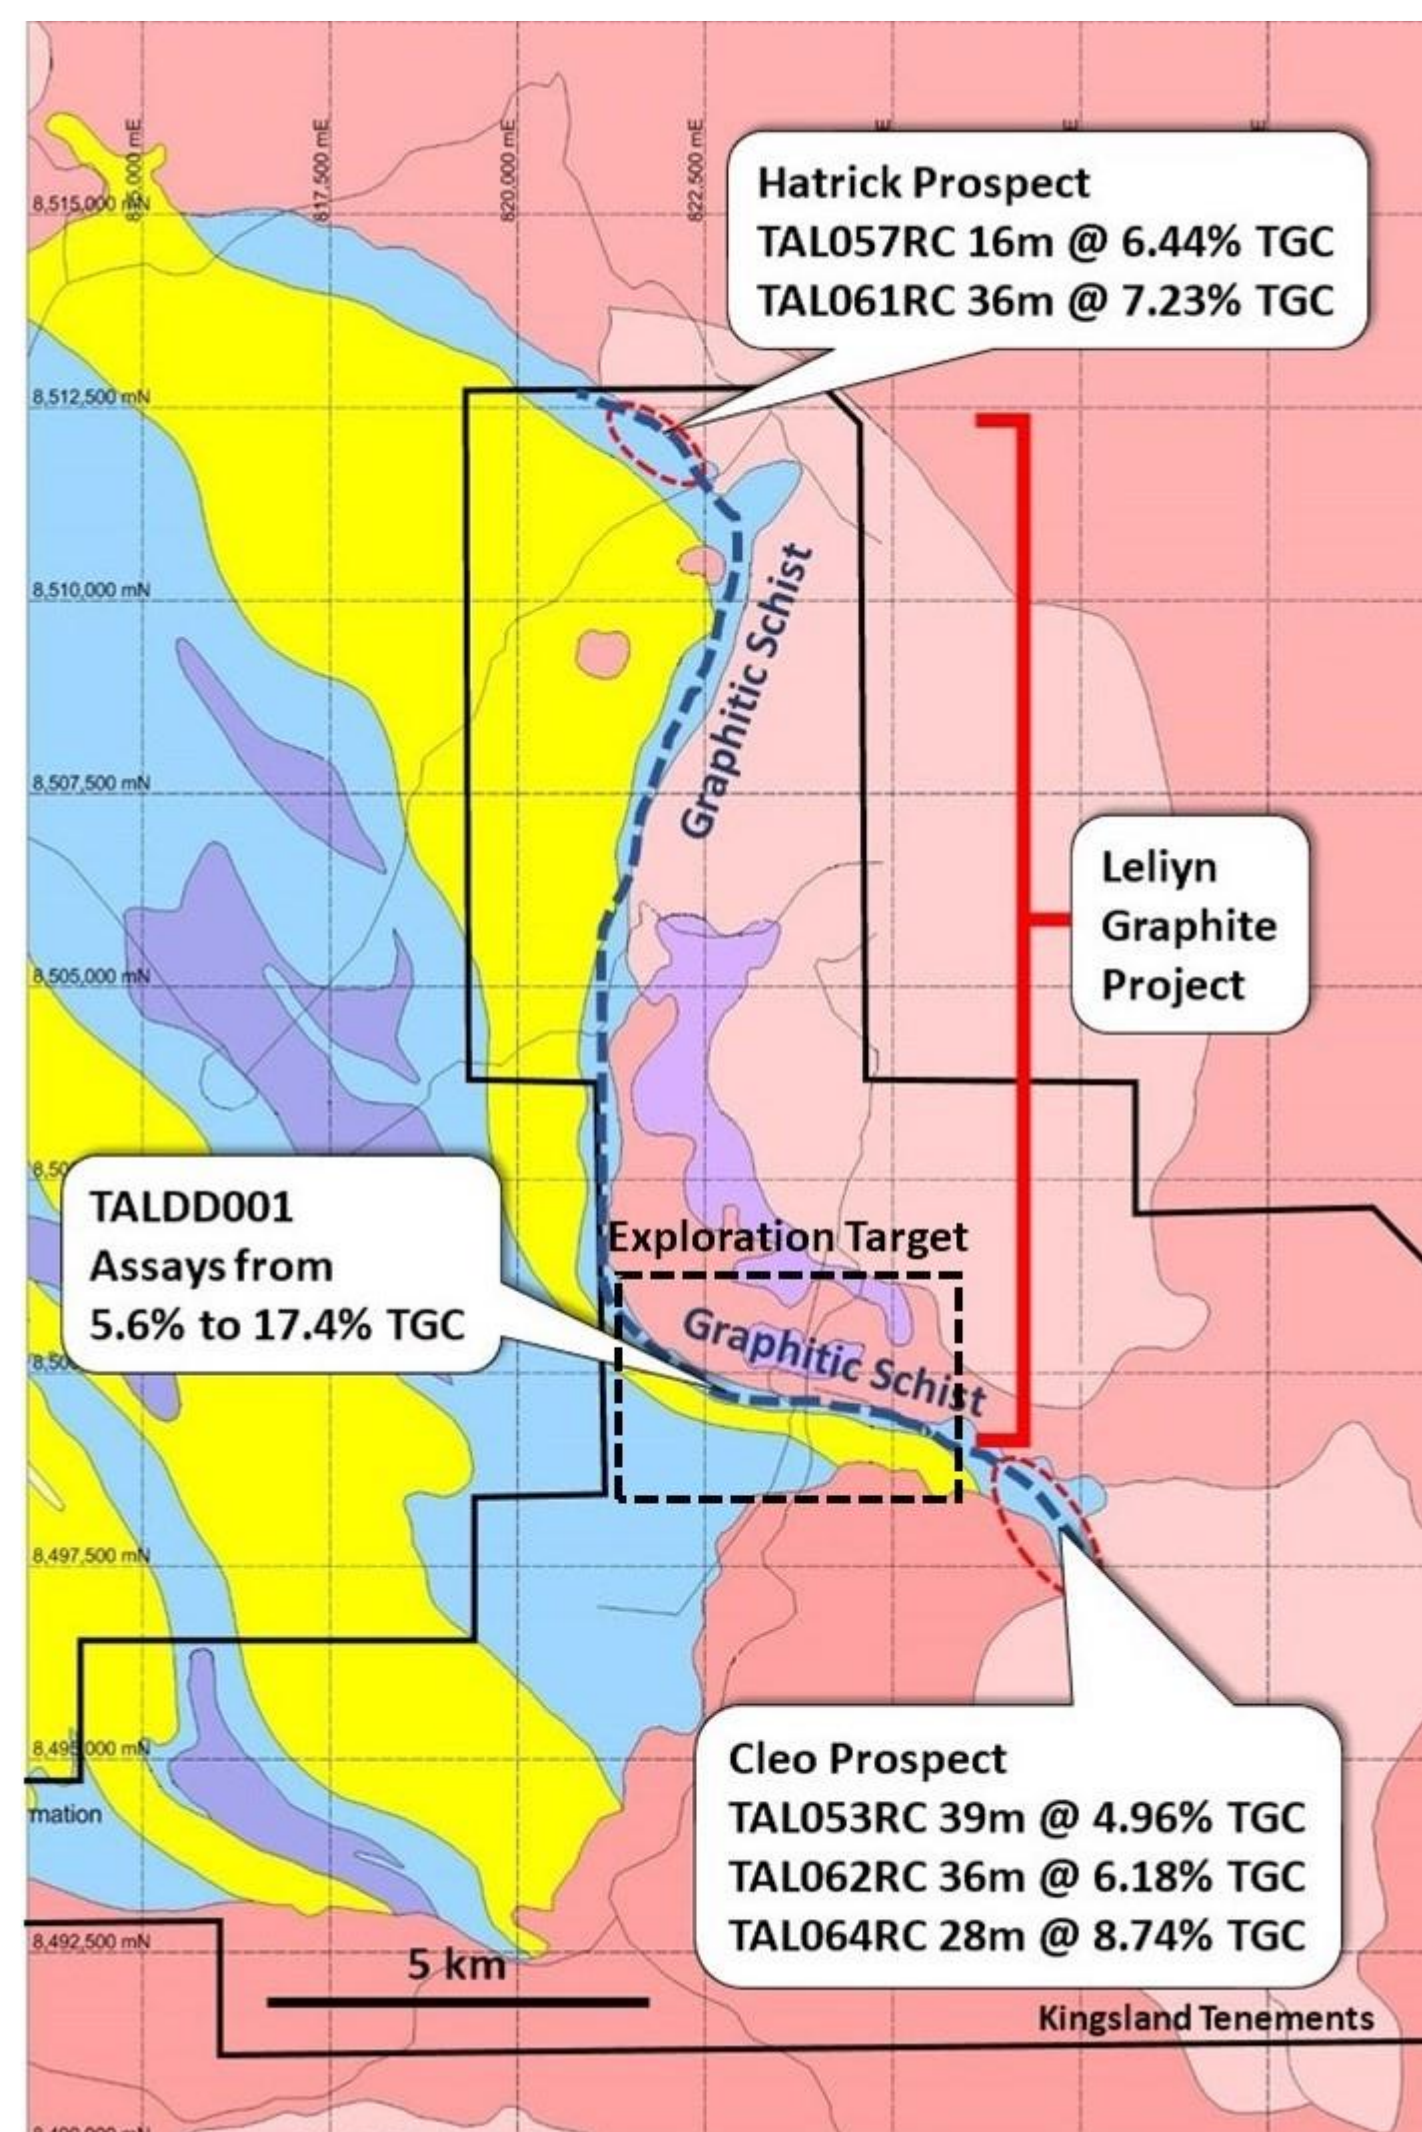 817,500 mE
820,000 mE
822,500 mE
8,515,000 mN
Hatrick Prospect
TAL057RC 16m @ 6.44% TGC
TAL061RC 36m @ 7.23% TGC
8,512,500 mN
8,510,000 mN
Graphitic Schist
8,507,500 mN
Leliyn
Graphite
Project
8,505,000 mN
TALDD001
Assays from
5.6% to 17.4% TGC
Exploration Target
Graphitic Schist
8,497,500 mN
8,495,000 mN
mation
Cleo Prospect
TAL053RC 39m @ 4.96% TGC
TAL062RC 36m @ 6.18% TGC
TAL064RC 28m @ 8.74% TGC
8,492,500 mN
5 km
Kingsland Tenements